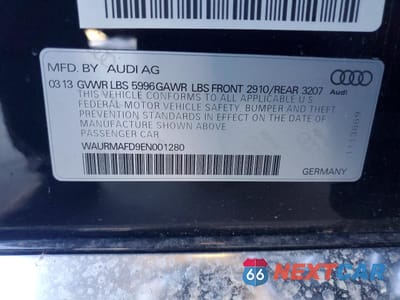 MFD. BY AUDI AG
0313 GVWR LBS 5996 GAWR LBS FRONT 2910/REAR 3207
THIS VEHICLE CONFORMS TO ALL APPLICABLE U S
FEDERAL MOTOR VEHICLE SAFETY, BUMPER AND THEFT
PREVENTION STANDARDS IN EFFECT ON THE DATE OF
MANUFACTURE SHOWN ABOVE
PASSENGER CAR
WAURMAFD9EN001280
GERMANY
Audi
66 NEXTCAR